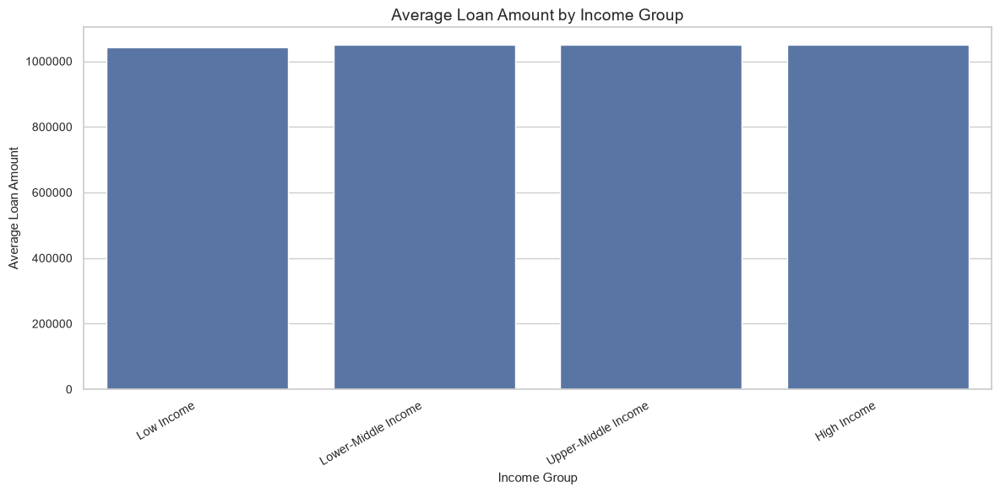 Average Loan Amount by Income Group
1000000
800000
600000
400000
200000
0
Average Loan Amount
Low Income
Lower-Middle Income
Upper-Middle Income
High Income
Income Group